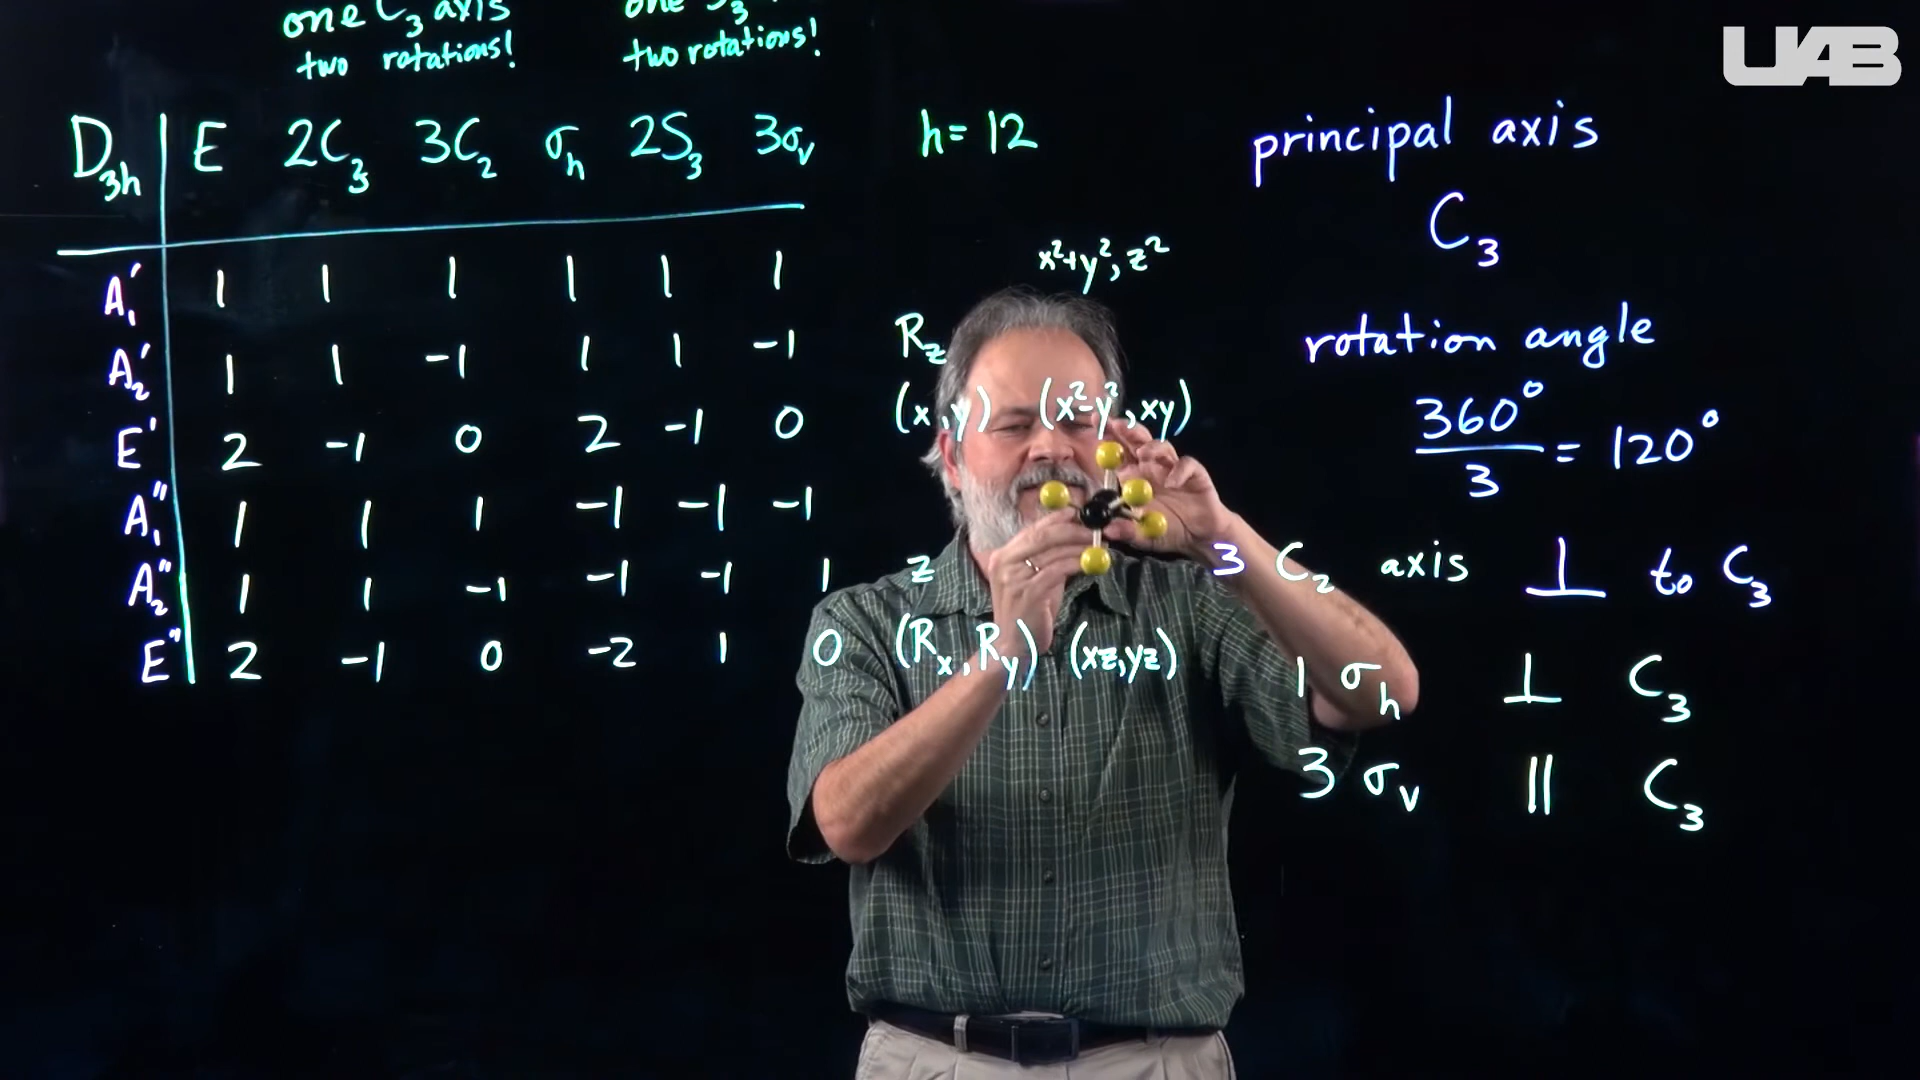 one C₃ axis
two rotations!
one S₃
two rotations!
UAB
D₃h E 2C₃ 3C₂ σh 2S₃ 3σv h=12
A₁′ 1 1 1 1 1 1 x²+y², z²
A₂′ 1 1 -1 1 1 -1 Rz
E′ 2 -1 0 2 -1 0 (x,y) (x²-y², xy)
A₁″ 1 1 1 -1 -1 -1
A₂″ 1 1 -1 -1 -1 1 z
E″ 2 -1 0 -2 1 0 (Rx,Ry) (xz,yz)
principal axis
C₃
rotation angle
360°/3 = 120°
3 C₂ axis ⊥ to C₃
1 σh ⊥ C₃
3 σv || C₃